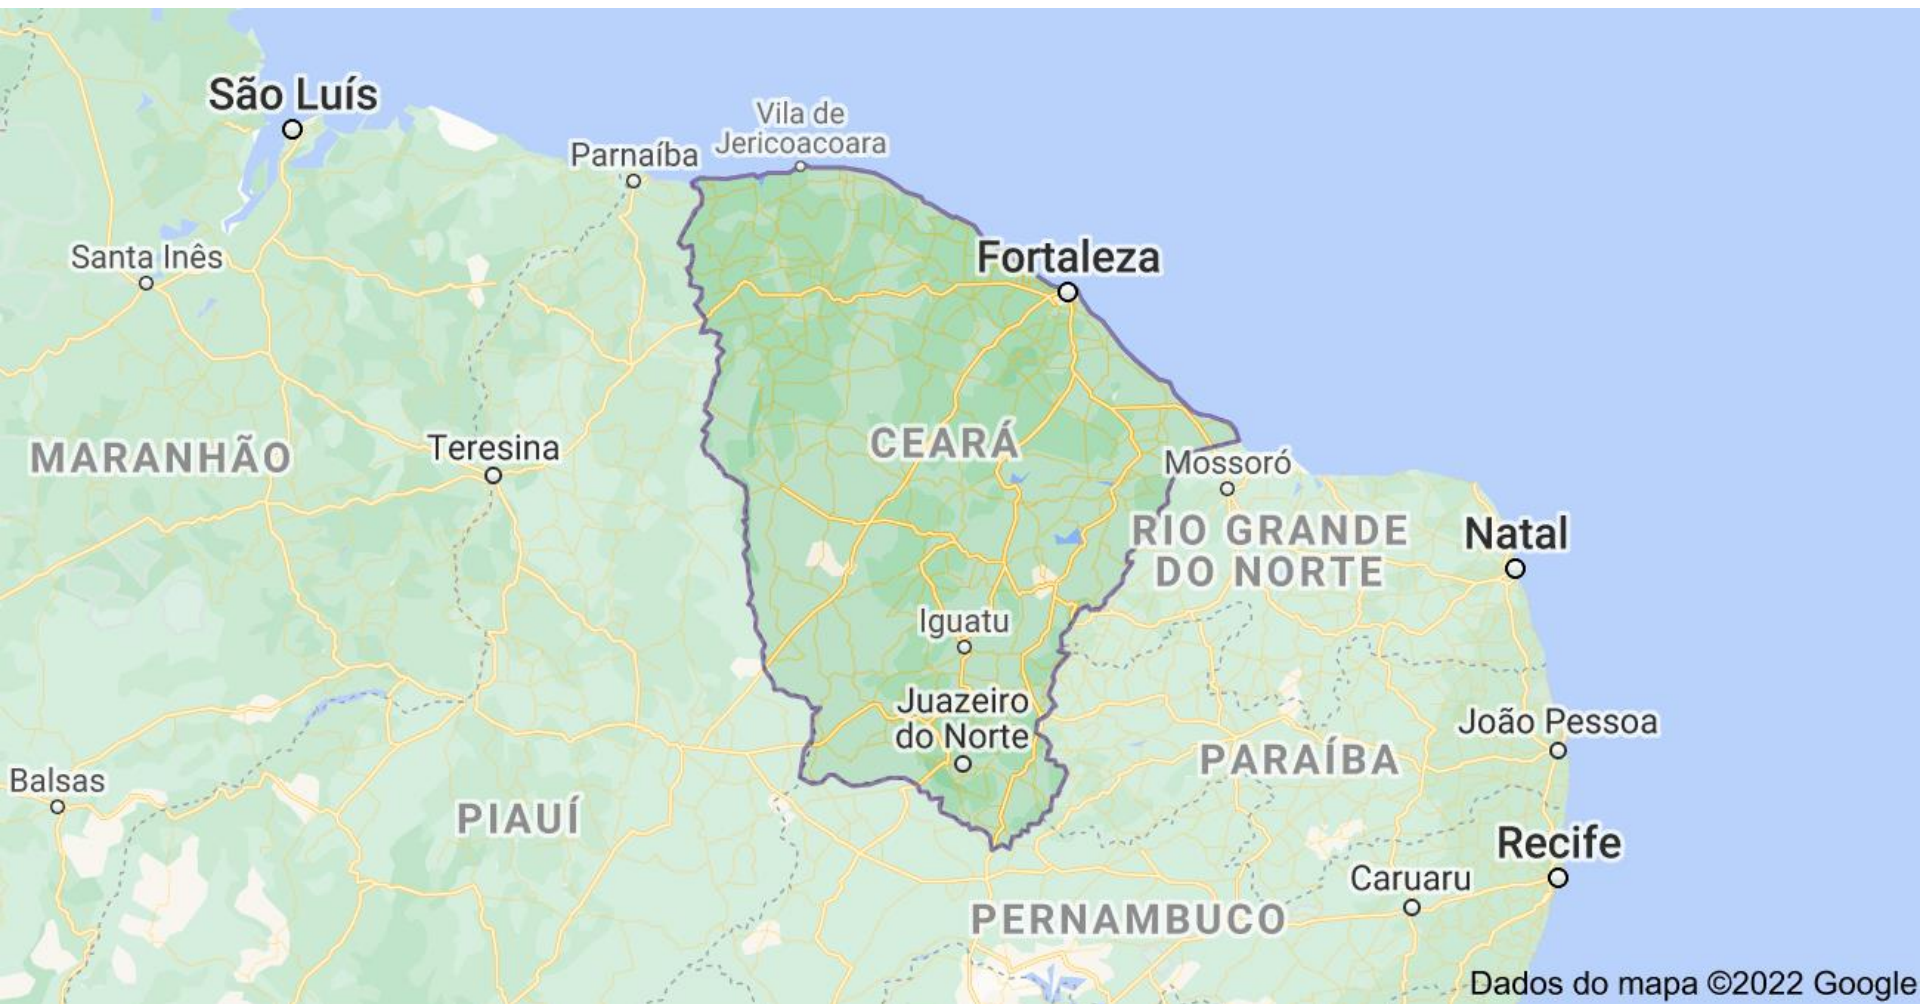 São Luís
Vila de
Jericoacoara
Parnaíba
Santa Inês
Fortaleza
MARANHÃO
Teresina
CEARÁ
Mossoró
RIO GRANDE
DO NORTE
Natal
Iguatu
Juazeiro
do Norte
João Pessoa
PARAÍBA
Balsas
PIAUÍ
Recife
Caruaru
PERNAMBUCO
Dados do mapa ©2022 Google